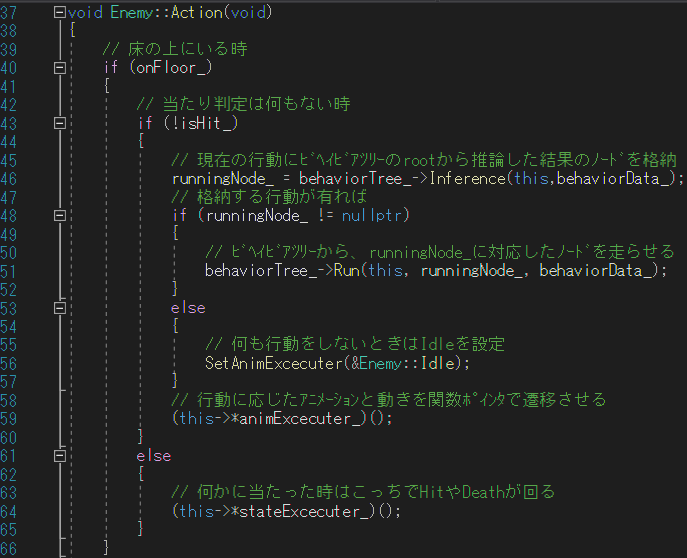 37 void Enemy::Action(void)
38 {
39 // 床の上にいる時
40 if (onFloor_)
41 {
42 // 当たり判定は何もない時
43 if (!isHit_)
44 {
45 // 現在の行動にﾋﾞﾍｲﾋﾞｱﾂﾘｰのrootから推論した結果のﾉｰﾄﾞを格納
46 runningNode_ = behaviorTree_->Inference(this,behaviorData_);
47 // 格納する行動が有れば
48 if (runningNode_ != nullptr)
49 {
50 // ﾋﾞﾍｲﾋﾞｱﾂﾘｰから、runningNode_に対応したﾉｰﾄﾞを走らせる
51 behaviorTree_->Run(this, runningNode_, behaviorData_);
52 }
53 else
54 {
55 // 何も行動をしないときはIdleを設定
56 SetAnimExcecuter(&Enemy::Idle);
57 }
58 // 行動に応じたｱﾆﾒｰｼｮﾝと動きを関数ﾎﾟｲﾝﾀで遷移させる
59 (this->*animExcecuter_)();
60 }
61 else
62 {
63 // 何かに当たった時はこっちでHitやDeathが回る
64 (this->*stateExcecuter_)();
65 }
66 }